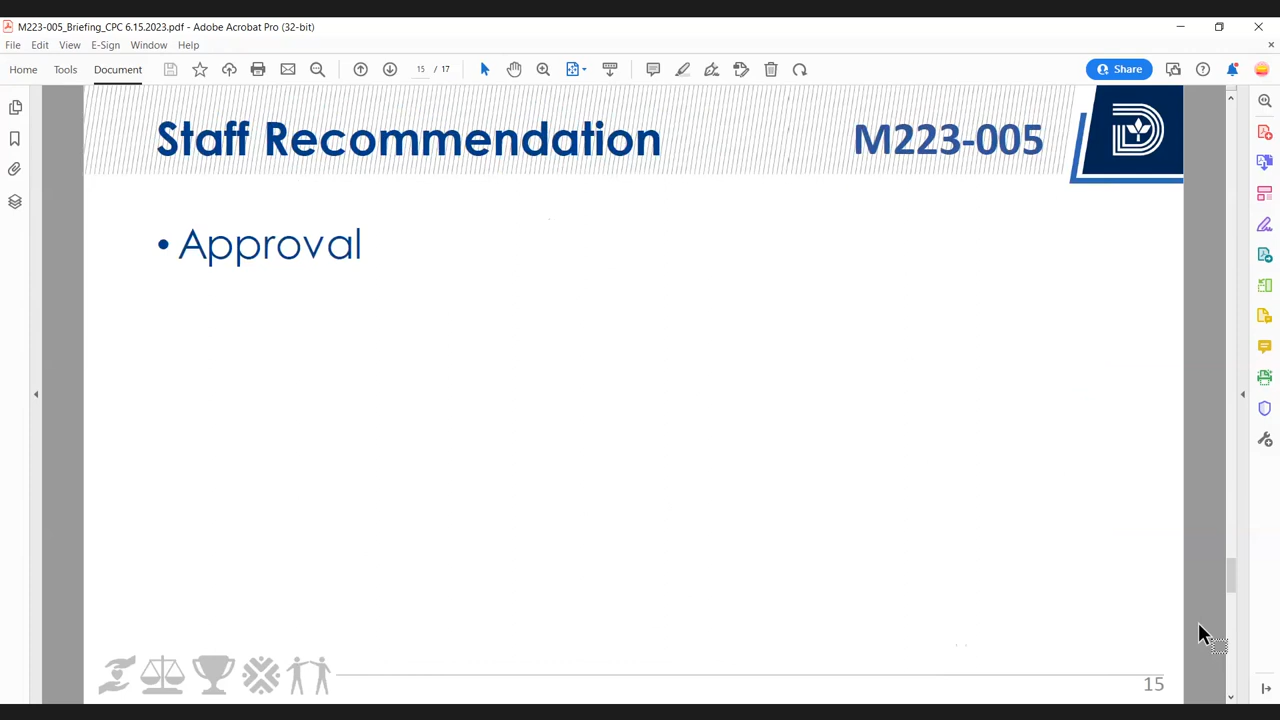 M223-005_Briefing_CPC 6.15.2023.pdf - Adobe Acrobat Pro (32-bit)
File Edit View E-Sign Window Help
Home Tools Document 15 / 17 Share
Staff Recommendation M223-005
• Approval
15